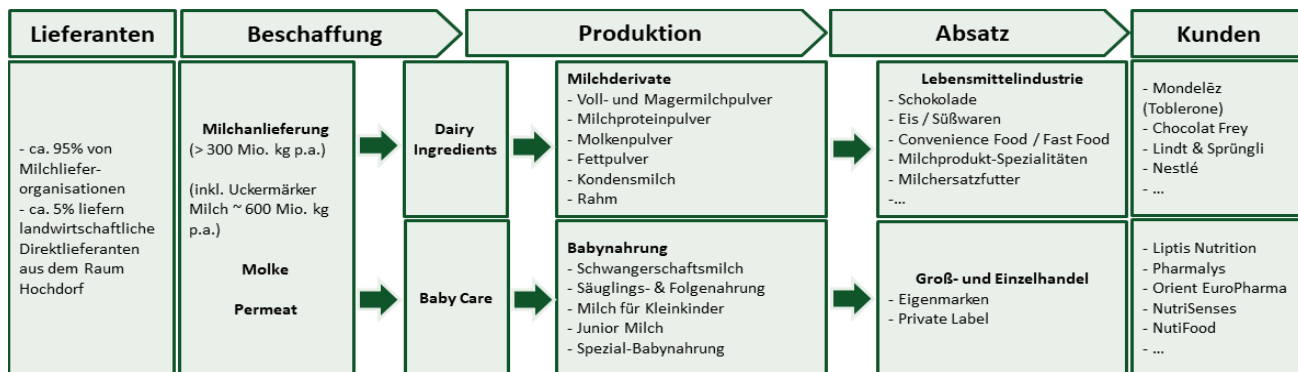 Lieferanten
Beschaffung
Produktion
Absatz
Kunden
- ca. 95% von
Milchliefer-
organisationen
- ca. 5% liefern
landwirtschaftliche
Direktlieferanten
aus dem Raum
Hochdorf
Milchanlieferung
(> 300 Mio. kg p.a.)
(inkl. Uckermärker
Milch ~ 600 Mio. kg
p.a.)
Molke
Permeat
Dairy
Ingredients
Milchderivate
- Voll- und Magermilchpulver
- Milchproteinpulver
- Molkenpulver
- Fettpulver
- Kondensmilch
- Rahm
Lebensmittelindustrie
- Schokolade
- Eis / Süßwaren
- Convenience Food / Fast Food
- Milchprodukt-Spezialitäten
- Milchersatzfutter
-...
- Mondelēz
(Toblerone)
- Chocolat Frey
- Lindt & Sprüngli
- Nestlé
- ...
Baby Care
Babynahrung
- Schwangerschaftsmilch
- Säuglings- & Folgenahrung
- Milch für Kleinkinder
- Junior Milch
- Spezial-Babynahrung
Groß- und Einzelhandel
- Eigenmarken
- Private Label
- Liptis Nutrition
- Pharmalys
- Orient EuroPharma
- NutriSenses
- NutiFood
- ...